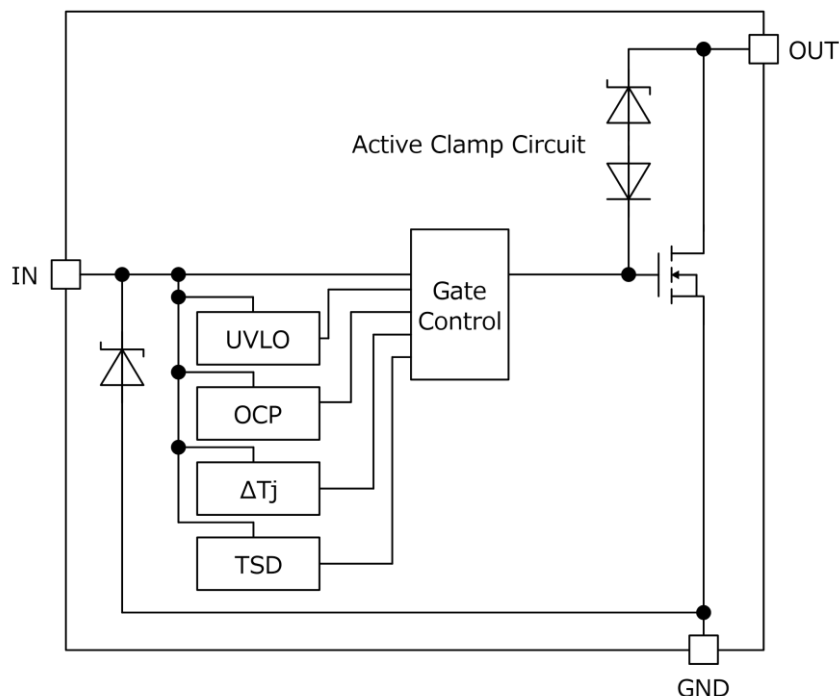 OUT
Active Clamp Circuit
IN
Gate
Control
UVLO
OCP
ΔTj
TSD
GND